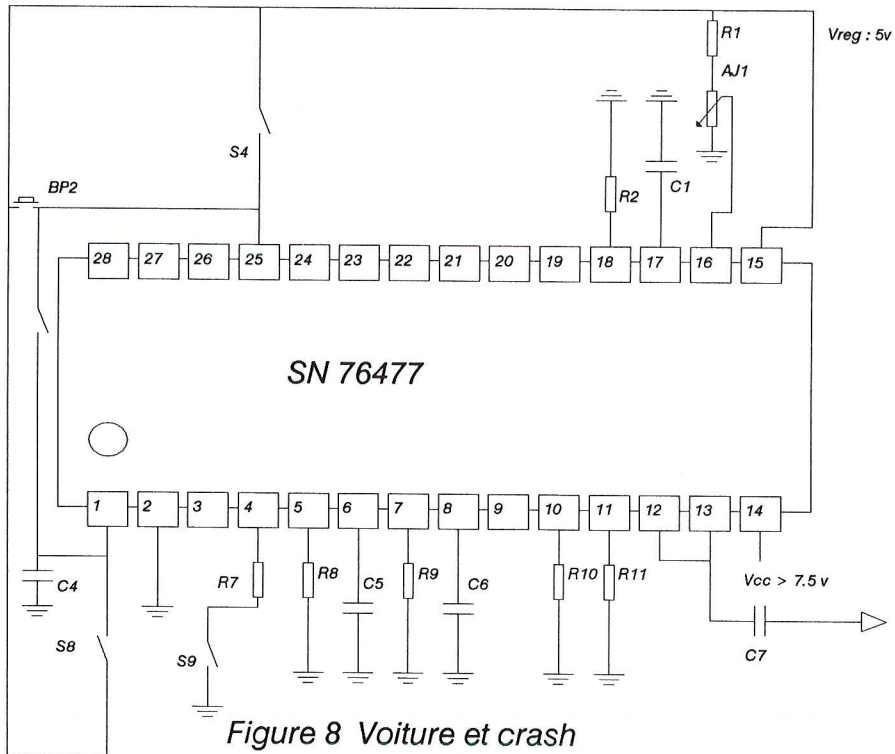 R1
Vreg : 5v
AJ1
S4
BP2
R2
C1
28 27 26 25 24 23 22 21 20 19 18 17 16 15
SN 76477
1 2 3 4 5 6 7 8 9 10 11 12 13 14
C4
R7
R8
C5
R9
C6
R10
R11
Vcc > 7.5 v
S8
S9
C7
Figure 8 Voiture et crash